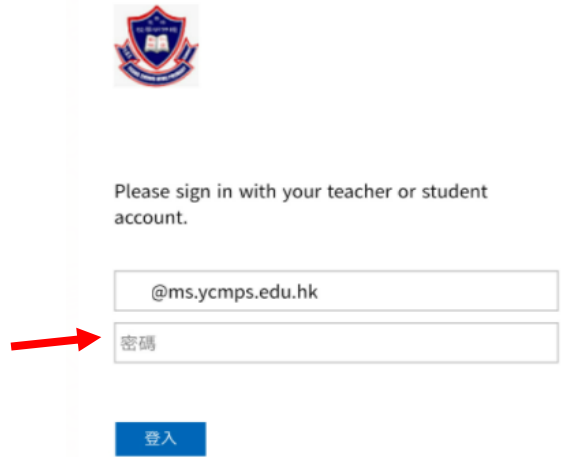 Please sign in with your teacher or student
account.
@ms.ycmps.edu.hk
密碼
登入